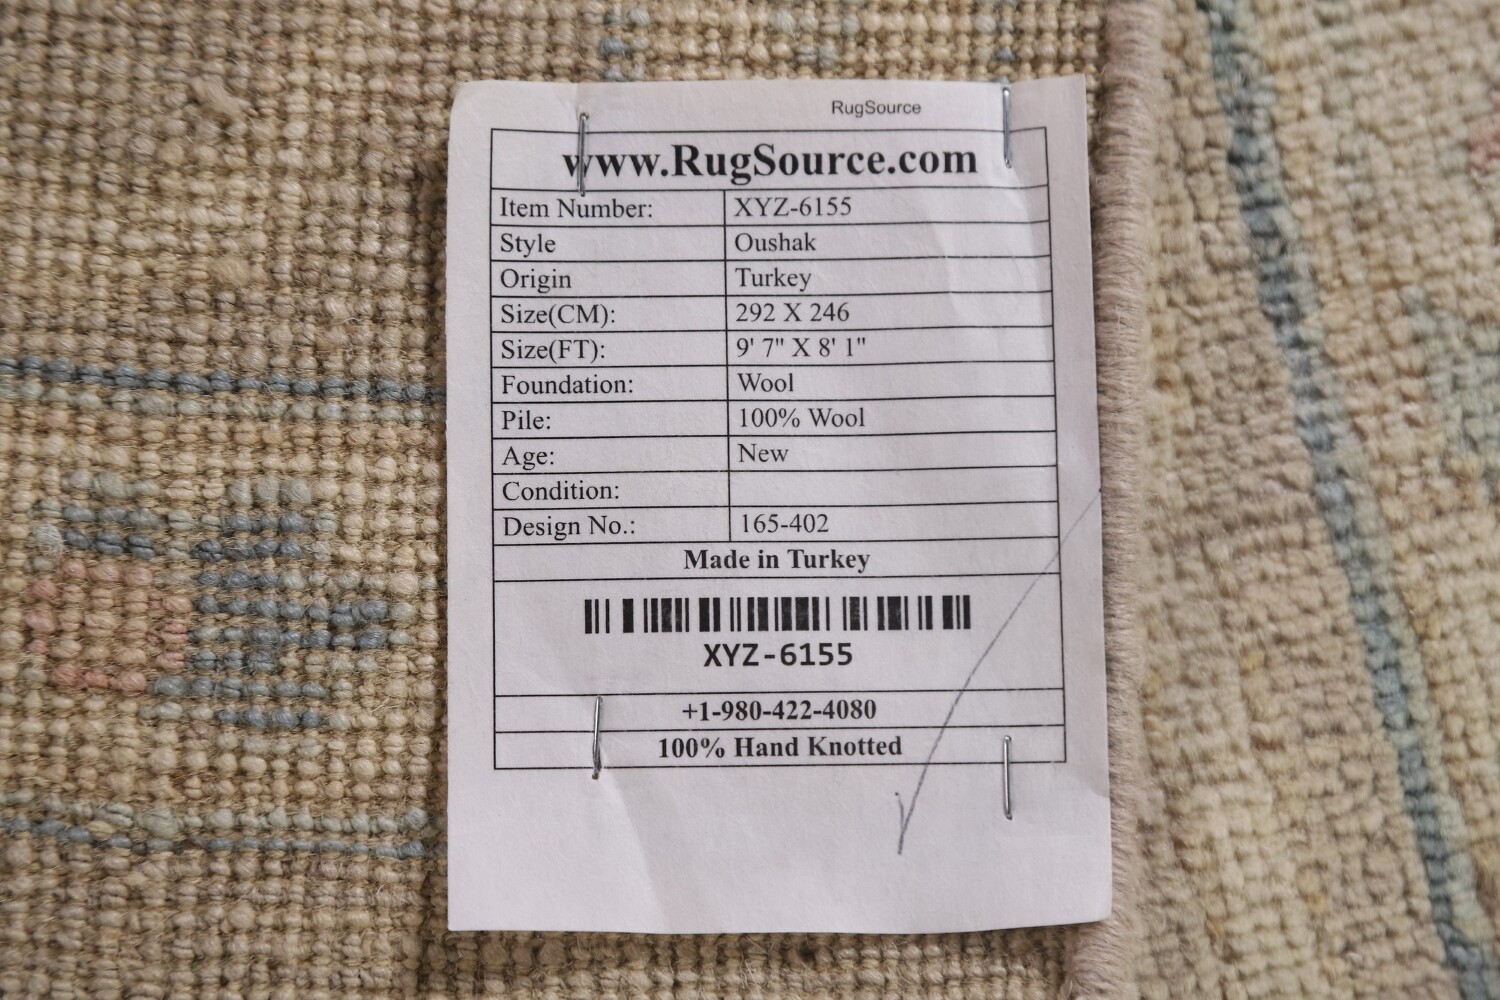 RugSource
www.RugSource.com
Item Number: XYZ-6155
Style Oushak
Origin Turkey
Size(CM): 292 X 246
Size(FT): 9' 7" X 8' 1"
Foundation: Wool
Pile: 100% Wool
Age: New
Condition:
Design No.: 165-402
Made in Turkey
XYZ-6155
+1-980-422-4080
100% Hand Knotted